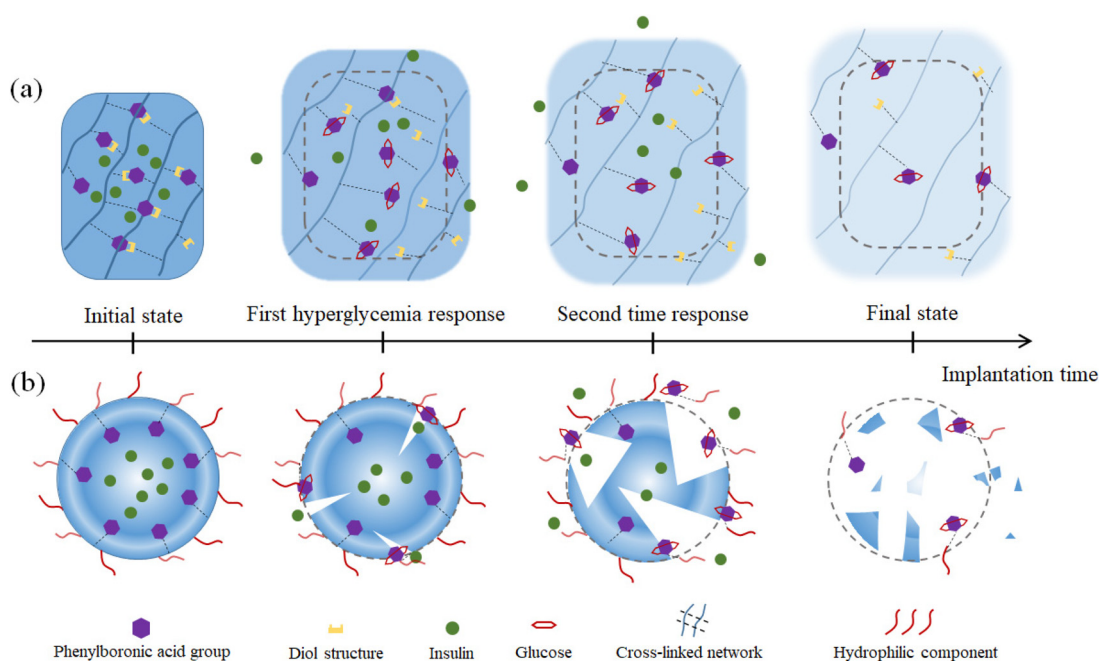 (a)
Initial state
First hyperglycemia response
Second time response
Final state
Implantation time
(b)
Phenylboronic acid group
Diol structure
Insulin
Glucose
Cross-linked network
Hydrophilic component